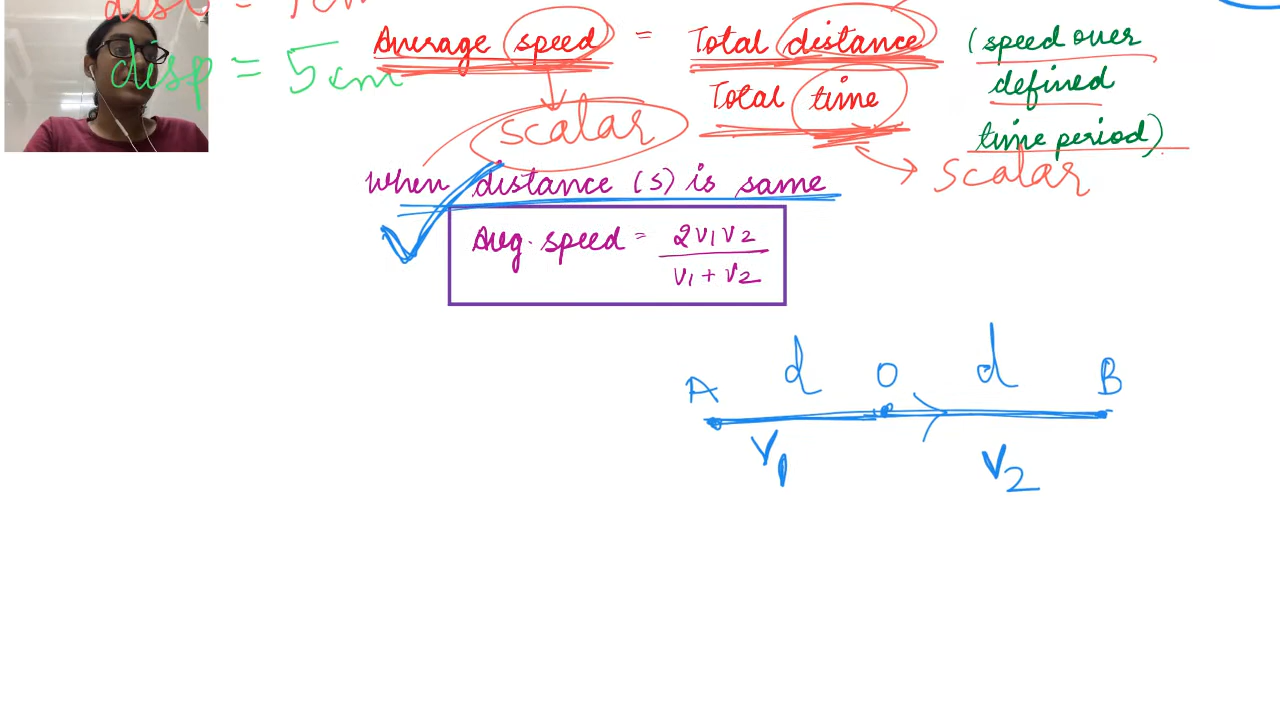 disp = 5cm
Average speed = Total distance
Total time
(speed over
defined
time period)
scalar
scalar
When distance (s) is same
Avg. speed = 2V1V2
V1 + V2
A d O d B
V1 V2